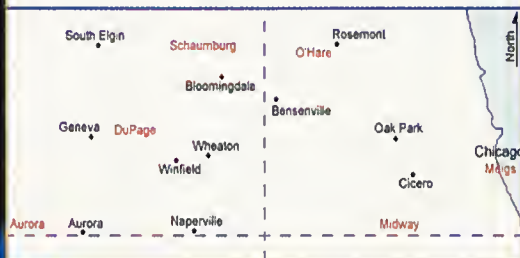 South Elgin
Rosemont
North
Schaumburg
O'Hare
Bloomingdale
Bensenville
Geneva
DuPage
Oak Park
Wheaton
Chicago
Winfield
Meigs
Cicero
Aurora
Aurora
Naperville
Midway